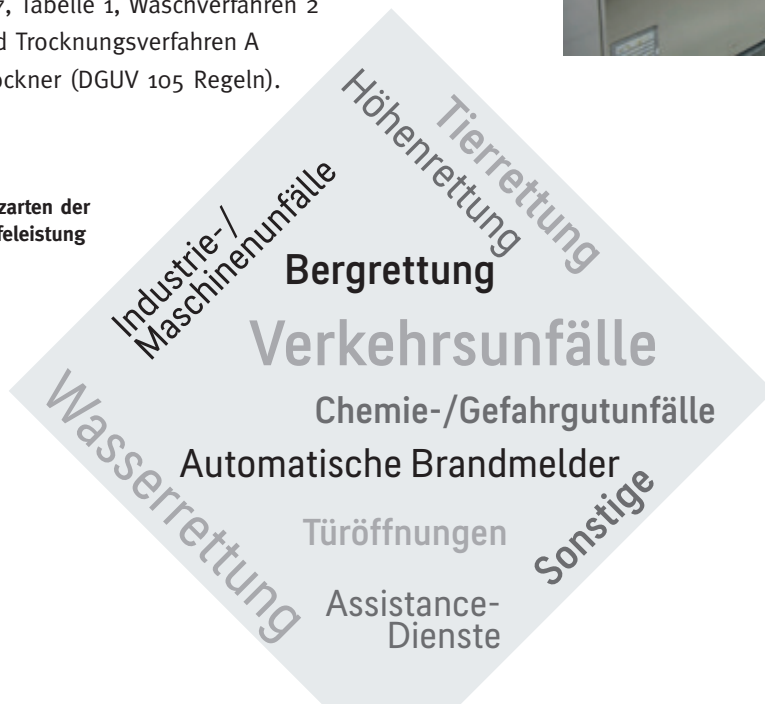 7, Tabelle 1, Waschverfahren 2
d Trocknungsverfahren A
ockner (DGUV 105 Regeln).
zarten der
feleistung
Höhenrettung
Tierrettung
Industrie-/
Maschinenunfälle
Bergrettung
Verkehrsunfälle
Chemie-/Gefahrgutunfälle
Wasserrettung
Automatische Brandmelder
Sonstige
Türöffnungen
Assistance-
Dienste